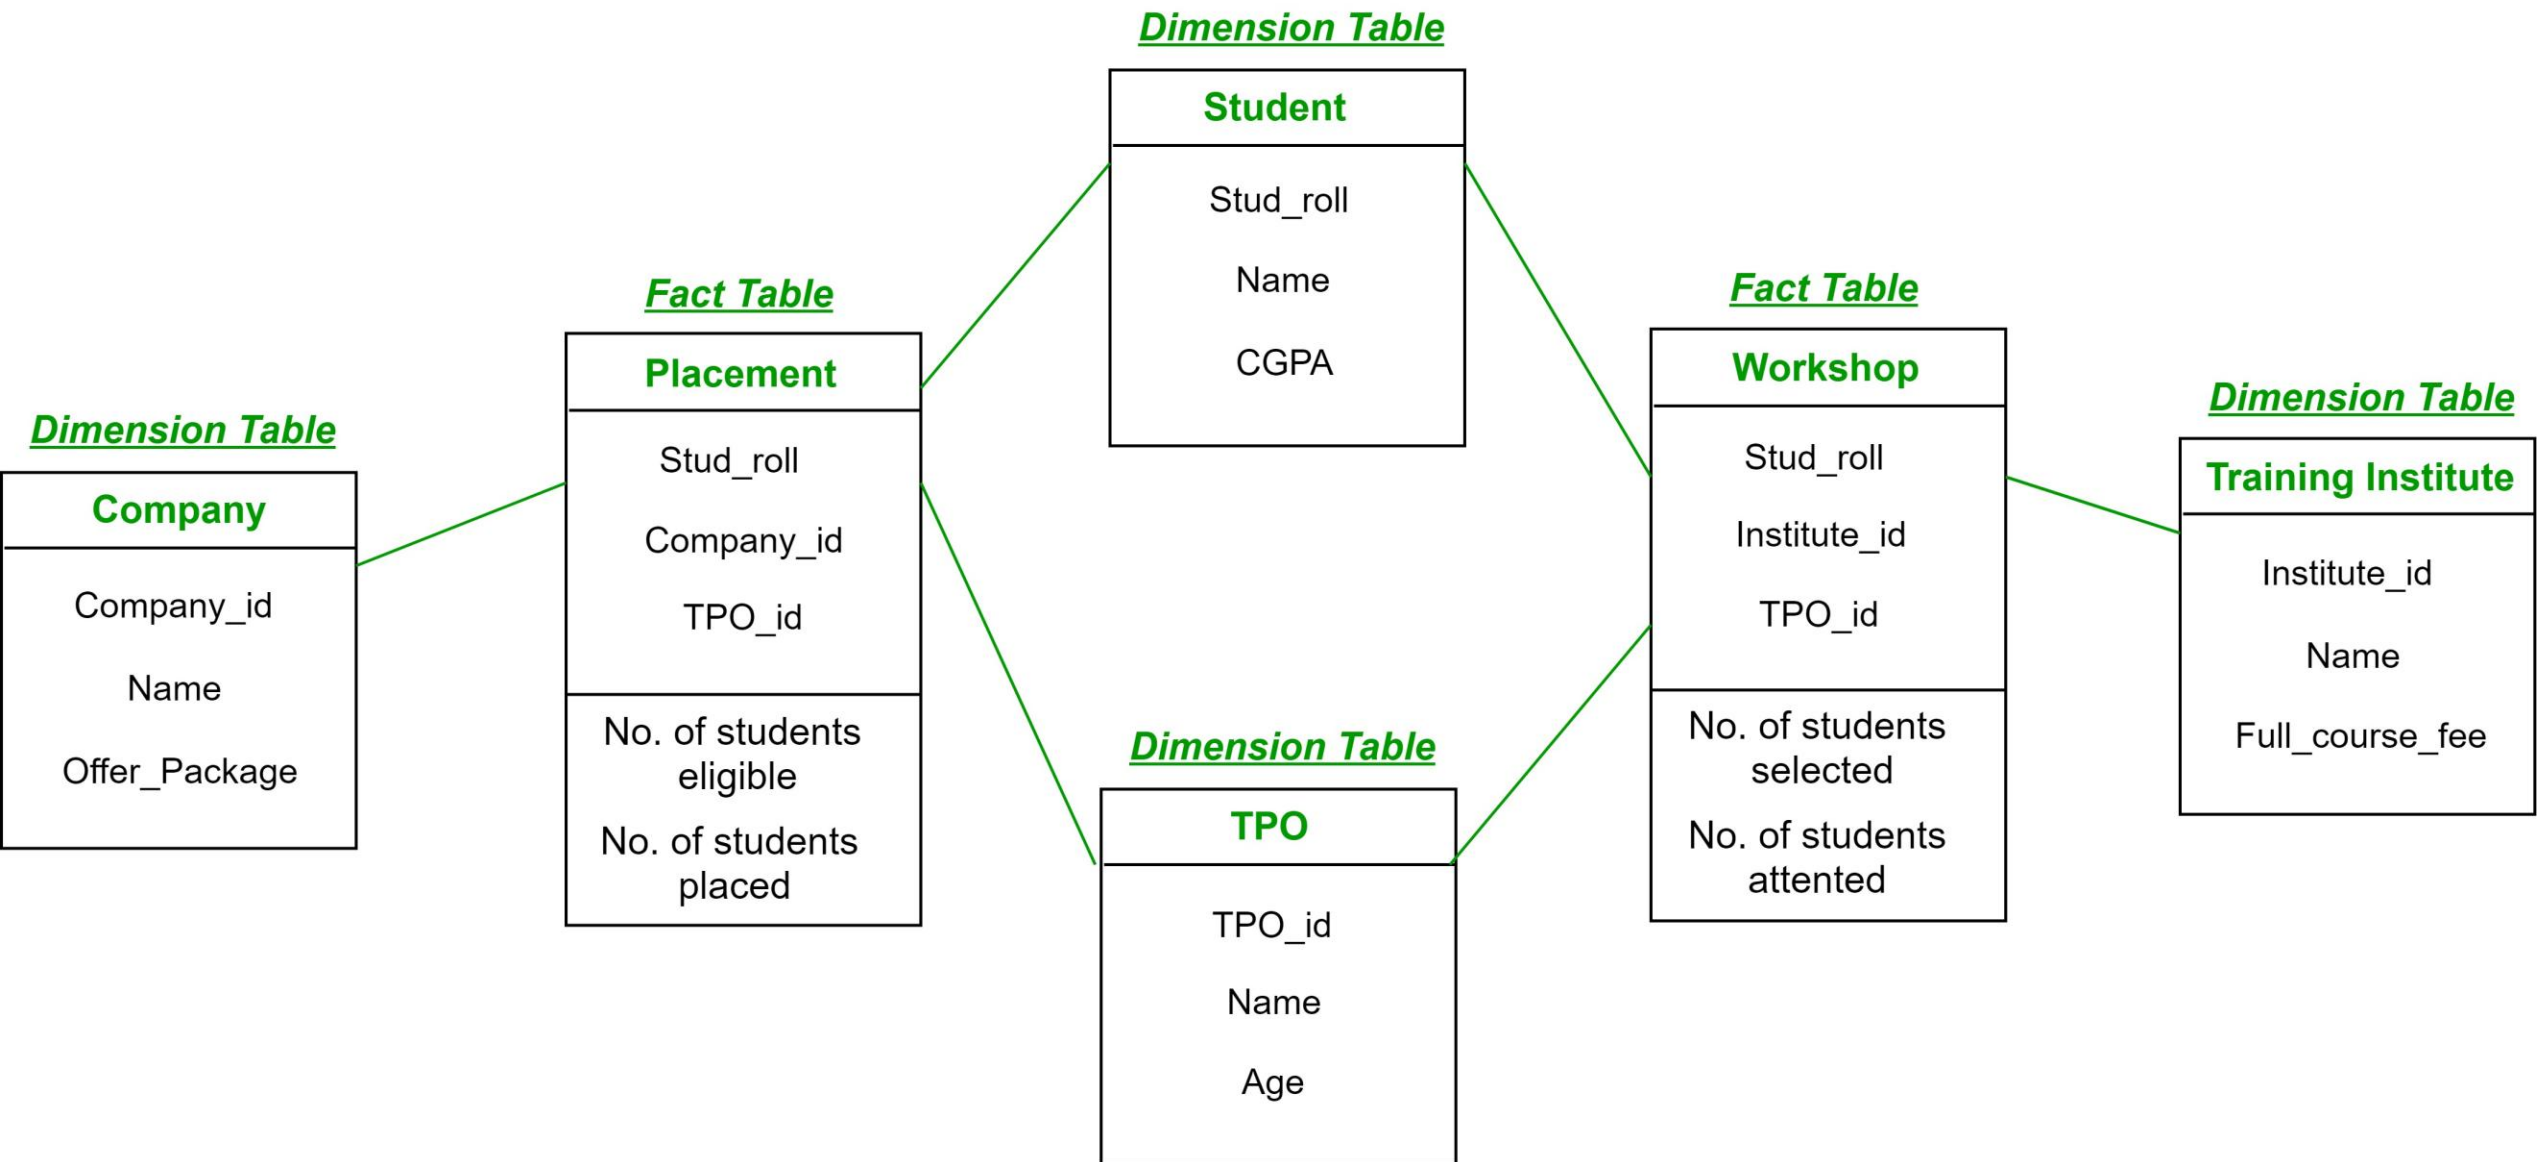 Dimension Table
Student
Stud_roll
Name
CGPA
Fact Table
Placement
Stud_roll
Company_id
TPO_id
No. of students
eligible
No. of students
placed
Fact Table
Workshop
Stud_roll
Institute_id
TPO_id
No. of students
selected
No. of students
attented
Dimension Table
Company
Company_id
Name
Offer_Package
Dimension Table
Training Institute
Institute_id
Name
Full_course_fee
Dimension Table
TPO
TPO_id
Name
Age